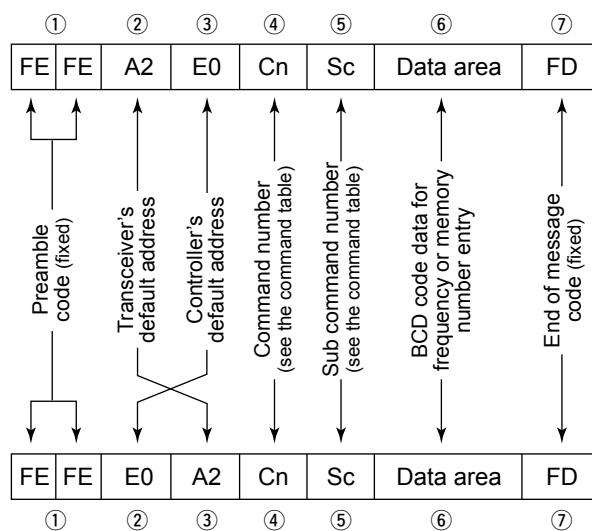 ① ② ③ ④ ⑤ ⑥ ⑦
FE FE A2 E0 Cn Sc Data area FD
Preamble
code (fixed)
Transceiver's
default address
Controller's
default address
Command number
(see the command table)
Sub command number
(see the command table)
BCD code data for
frequency or memory
number entry
End of message
code (fixed)
FE FE E0 A2 Cn Sc Data area FD
① ② ③ ④ ⑤ ⑥ ⑦